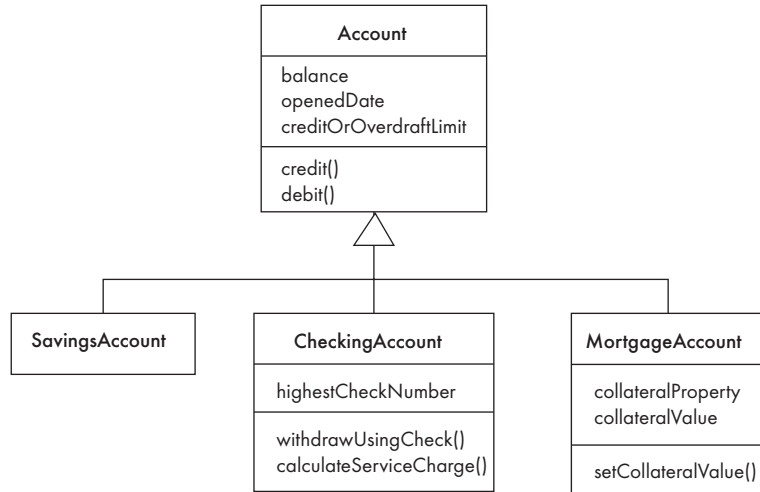 Account
balance
openedDate
creditOrOverdraftLimit
credit()
debit()
SavingsAccount
CheckingAccount
highestCheckNumber
withdrawUsingCheck()
calculateServiceCharge()
MortgageAccount
collateralProperty
collateralValue
setCollateralValue()